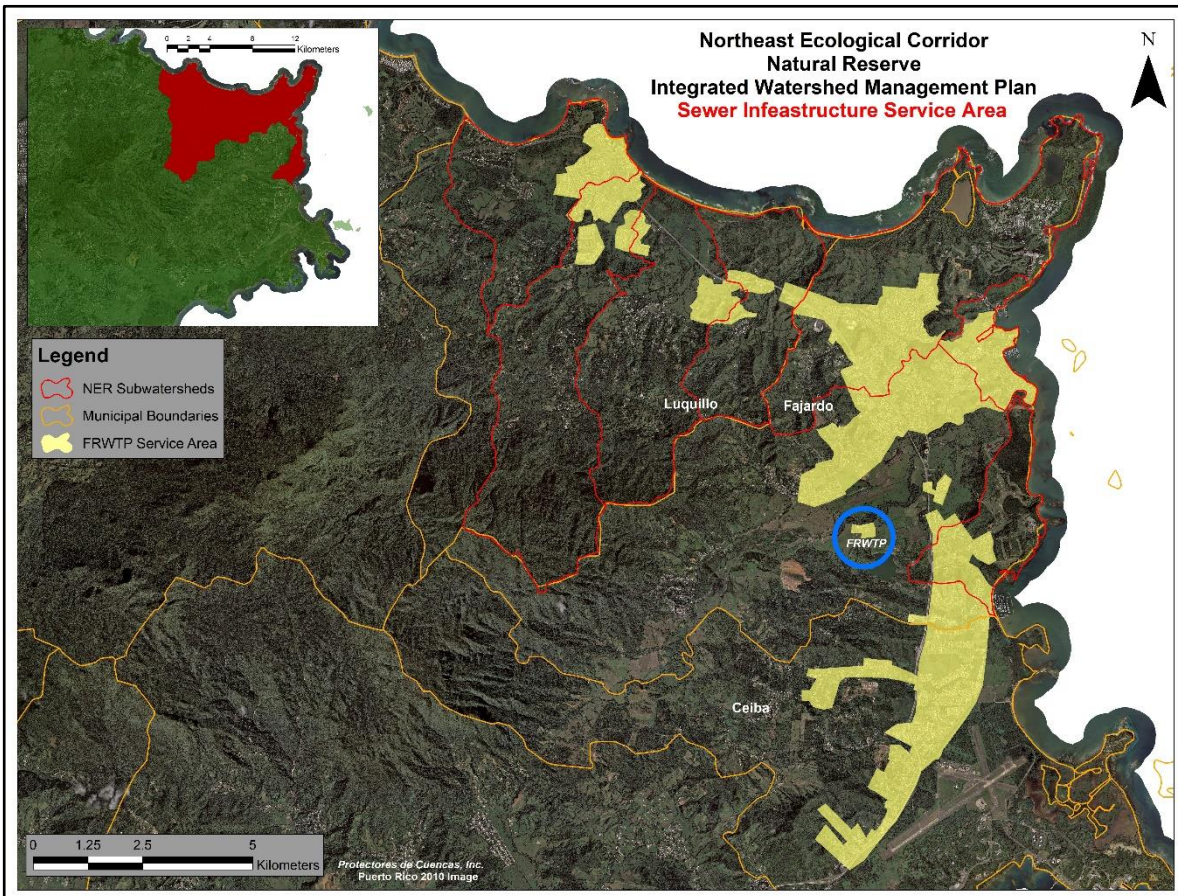 0 2 4 8 12
Kilometers
Northeast Ecological Corridor
Natural Reserve
Integrated Watershed Management Plan
Sewer Infeastructure Service Area
N
Legend
NER Subwatersheds
Municipal Boundaries
FRWTP Service Area
Luquillo
Fajardo
FRWTP
Ceiba
0 1.25 2.5 5
Kilometers
Protectores de Cuencas, Inc.
Puerto Rico 2010 Image